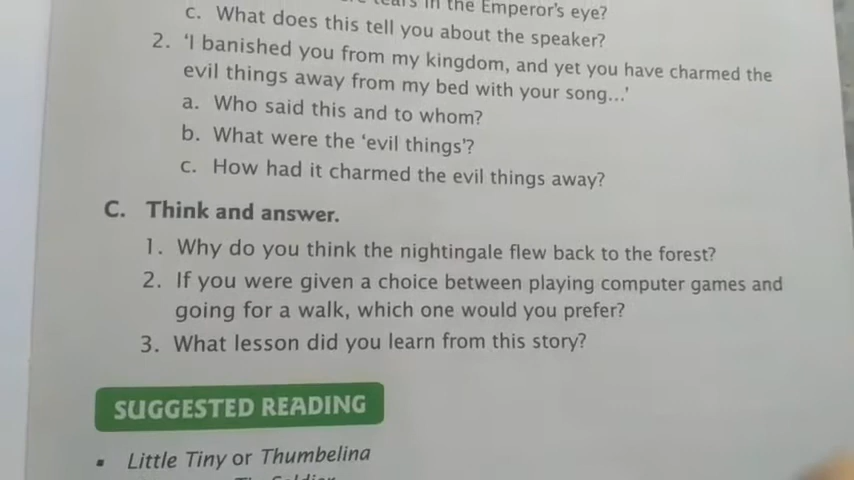 tears in the Emperor's eye?
c. What does this tell you about the speaker?
2. 'I banished you from my kingdom, and yet you have charmed the
evil things away from my bed with your song...'
a. Who said this and to whom?
b. What were the 'evil things'?
c. How had it charmed the evil things away?
C. Think and answer.
1. Why do you think the nightingale flew back to the forest?
2. If you were given a choice between playing computer games and
going for a walk, which one would you prefer?
3. What lesson did you learn from this story?
SUGGESTED READING
▪ Little Tiny or Thumbelina